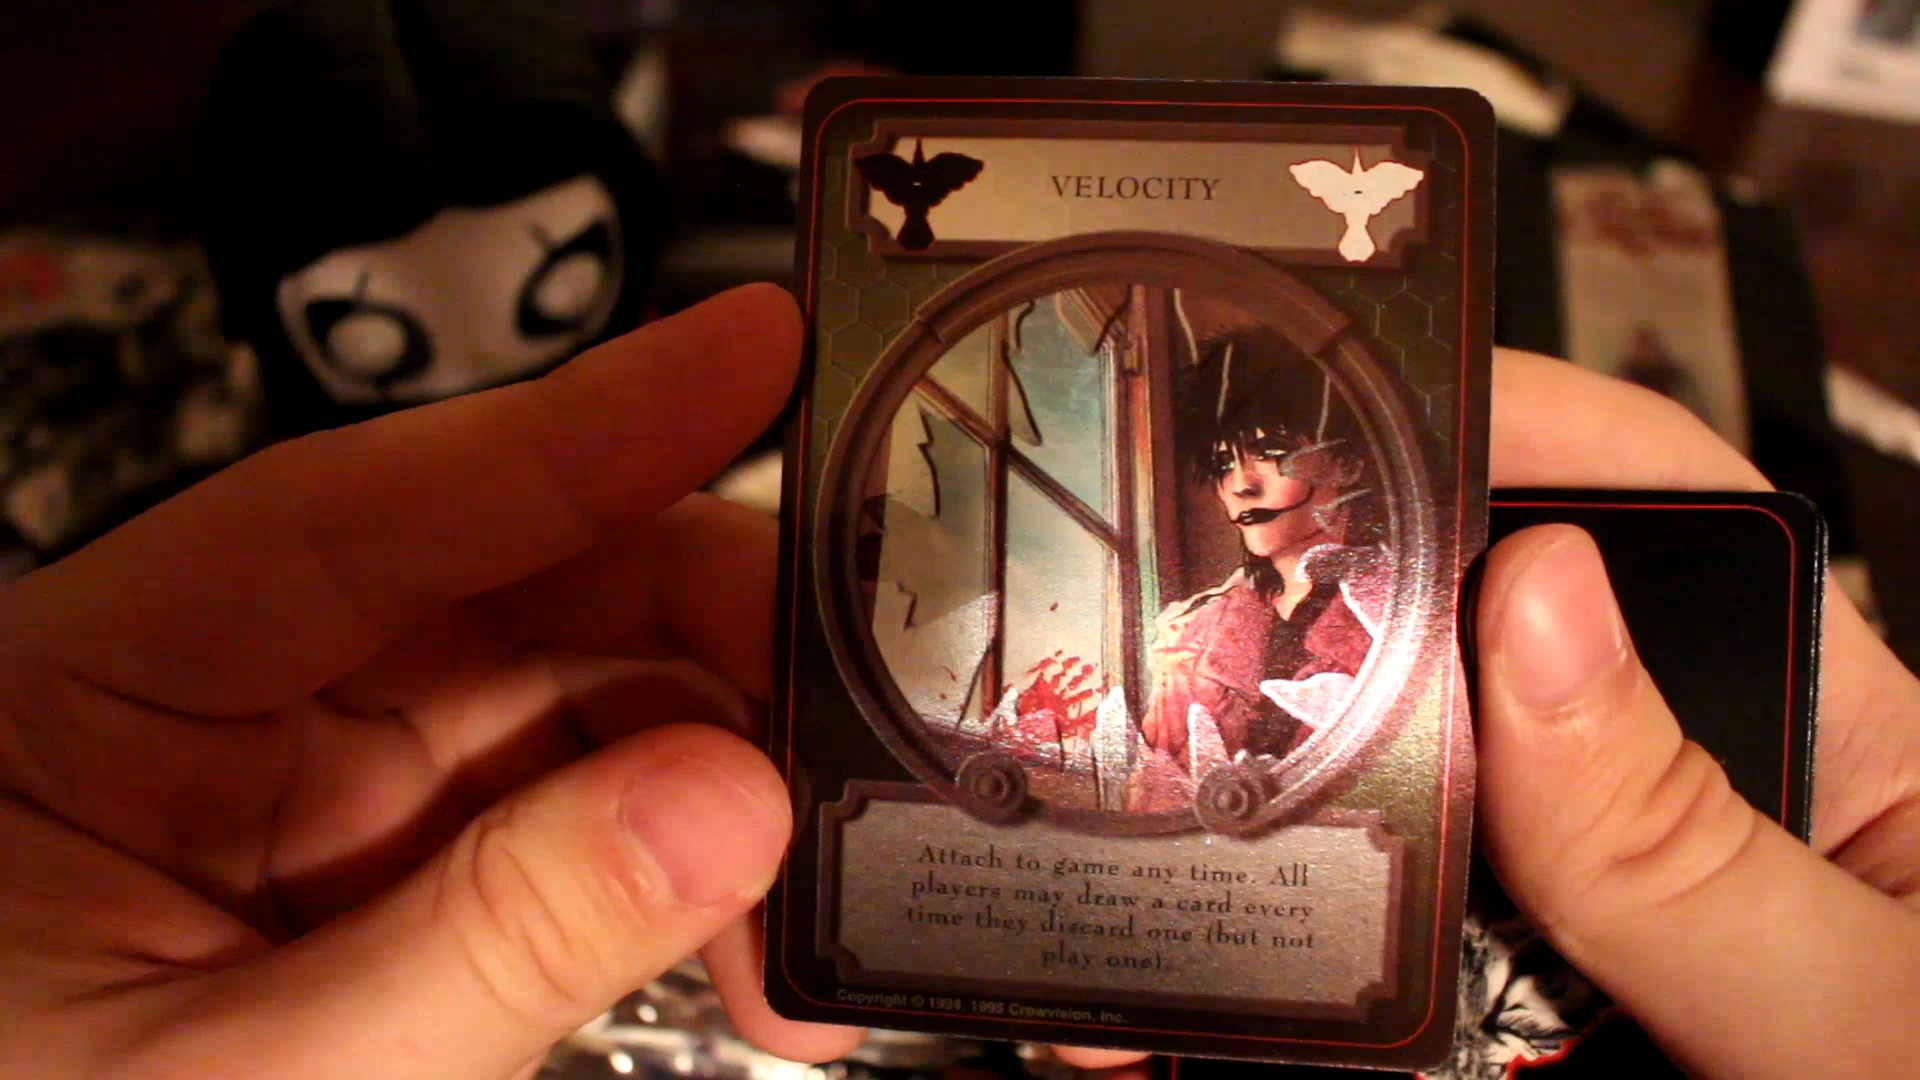 VELOCITY
Attach to game any time. All
players may draw a card every
time they discard one (but not
play one).
Copyright © 1994, 1995 Crowvision, Inc.